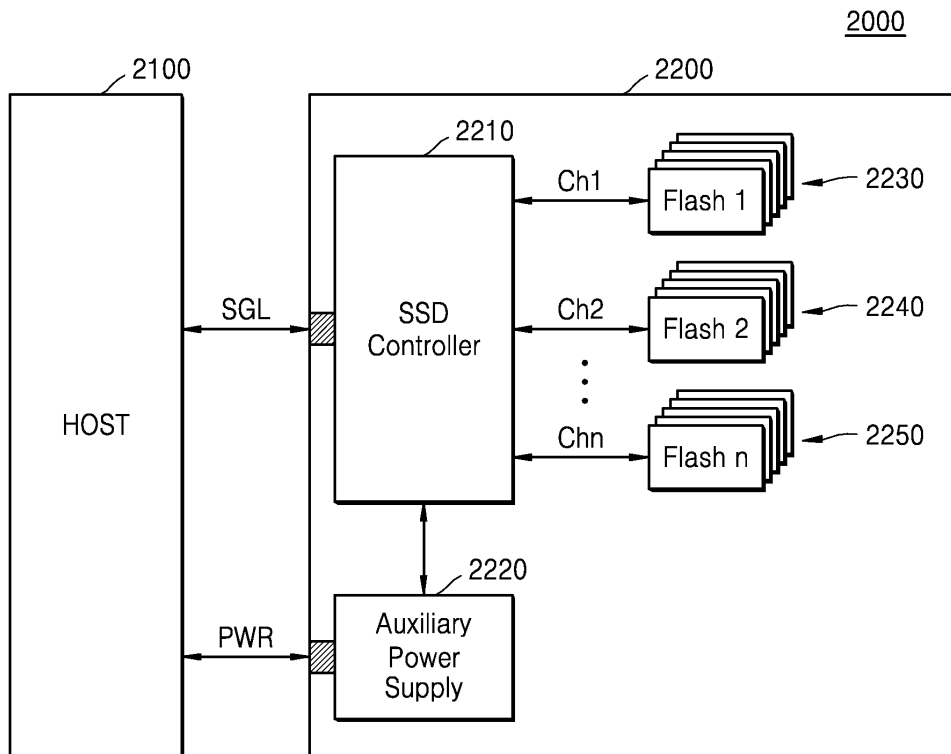 2000
2100
2200
2210
Ch1
Flash 1
2230
SGL
SSD
Controller
Ch2
Flash 2
2240
HOST
Chn
Flash n
2250
2220
PWR
Auxiliary
Power
Supply